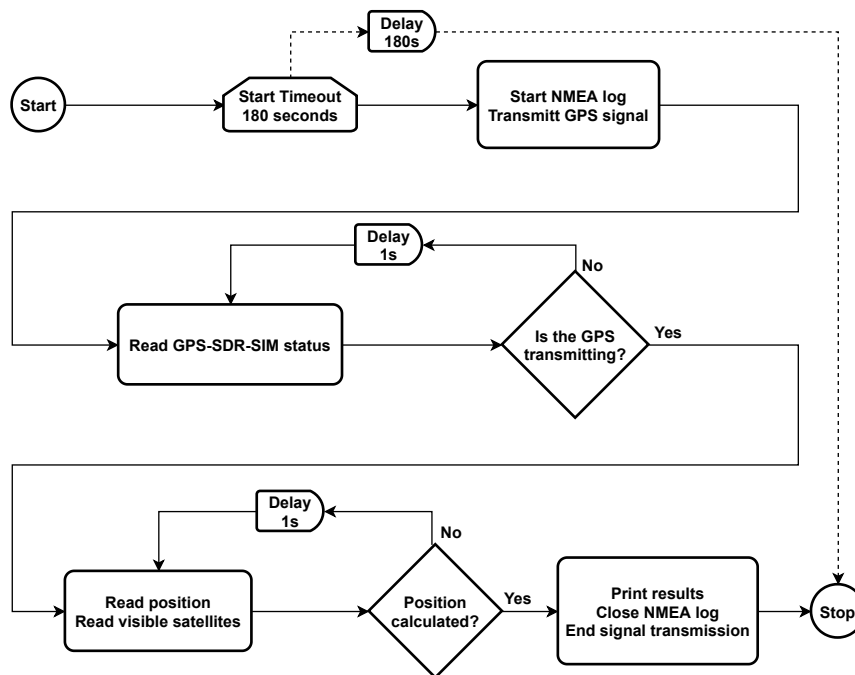 Delay
180s
Start
Start Timeout
180 seconds
Start NMEA log
Transmitt GPS signal
Delay
1s
No
Read GPS-SDR-SIM status
Is the GPS
transmitting?
Yes
Delay
1s
No
Read position
Read visible satellites
Position
calculated?
Yes
Print results
Close NMEA log
End signal transmission
Stop